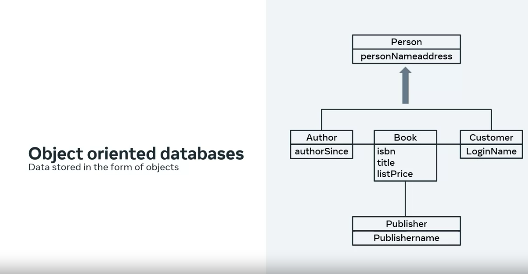 Object oriented databases
Data stored in the form of objects
Person
personNameaddress
Author
authorSince
Book
isbn
title
listPrice
Customer
LoginName
Publisher
Publishername